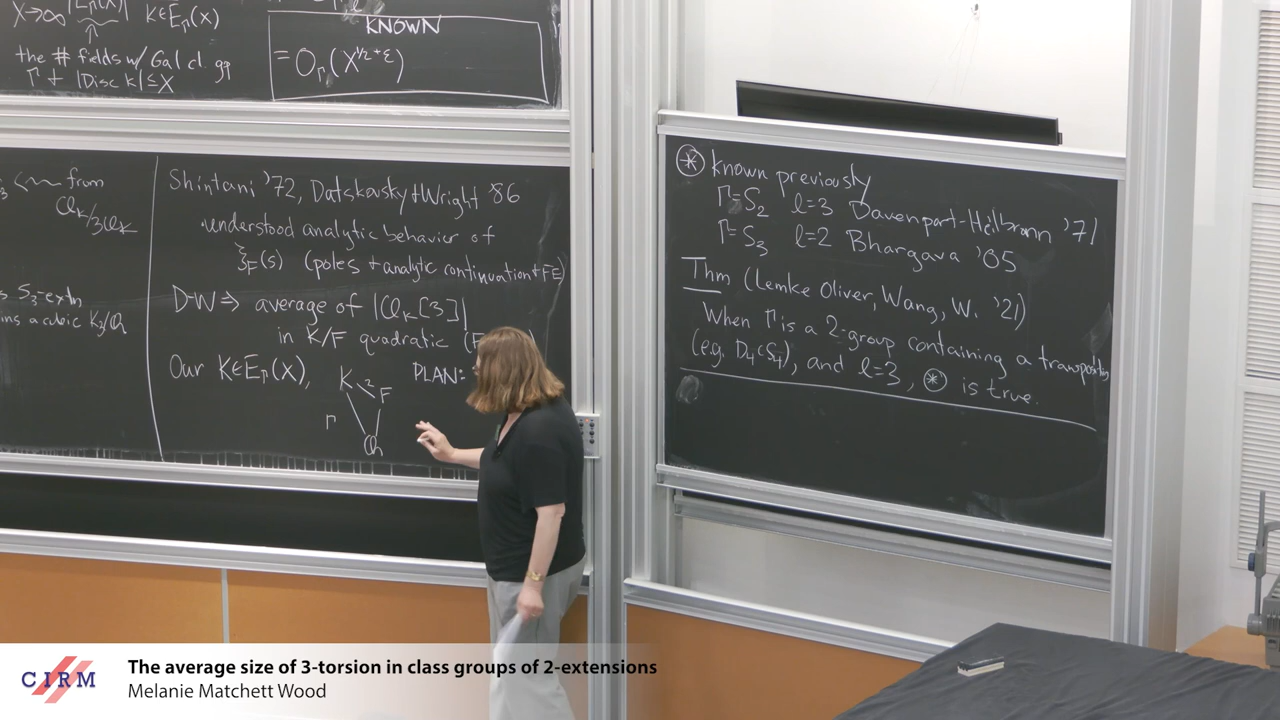 X→∞ |E_Γ(X)| K∈E_Γ(X)
the # fields w/ Gal cl. gp
Γ + |Disc k| ≤ X
KNOWN
= O_Γ(X^{1/2+ε})
from
Cl_K/3Cl_K
S_3-extn
a cubic K_3/Q
Shintani '72, Datskovsky+Wright '86
understood analytic behavior of
ξ_F(s) (poles + analytic continuation + FE)
D-W ⇒ average of |Cl_K[3]|
in K/F quadratic
Our K∈E_Γ(X),
K
2
F
Γ
Q
PLAN:
⊛ known previously
Γ=S_2 l=3 Davenport-Heilbronn '71
Γ=S_3 l=2 Bhargava '05
Thm (Lemke Oliver, Wang, W. '21)
When Γ is a 2-group containing a transposition
(e.g. D_4⊂S_4), and l=3, ⊛ is true.
CIRM
The average size of 3-torsion in class groups of 2-extensions
Melanie Matchett Wood